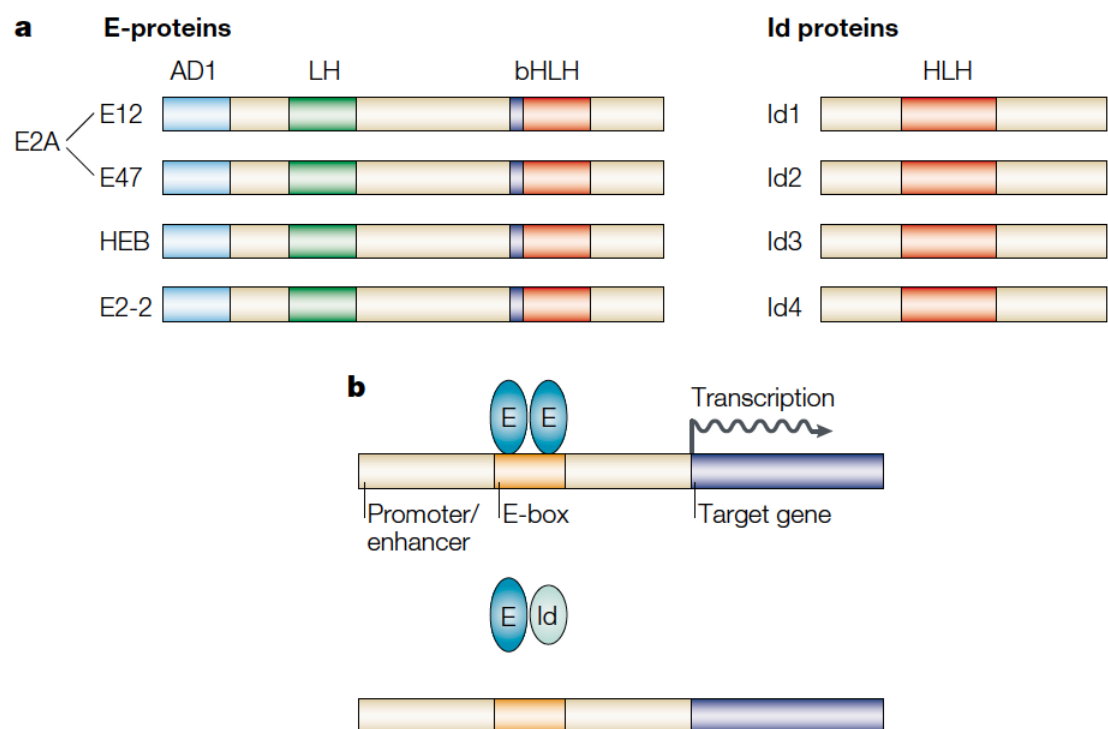 a E-proteins Id proteins
AD1 LH bHLH HLH
E12 Id1
E2A
E47 Id2
HEB Id3
E2-2 Id4
b
E E Transcription
Promoter/ E-box Target gene
enhancer
E Id